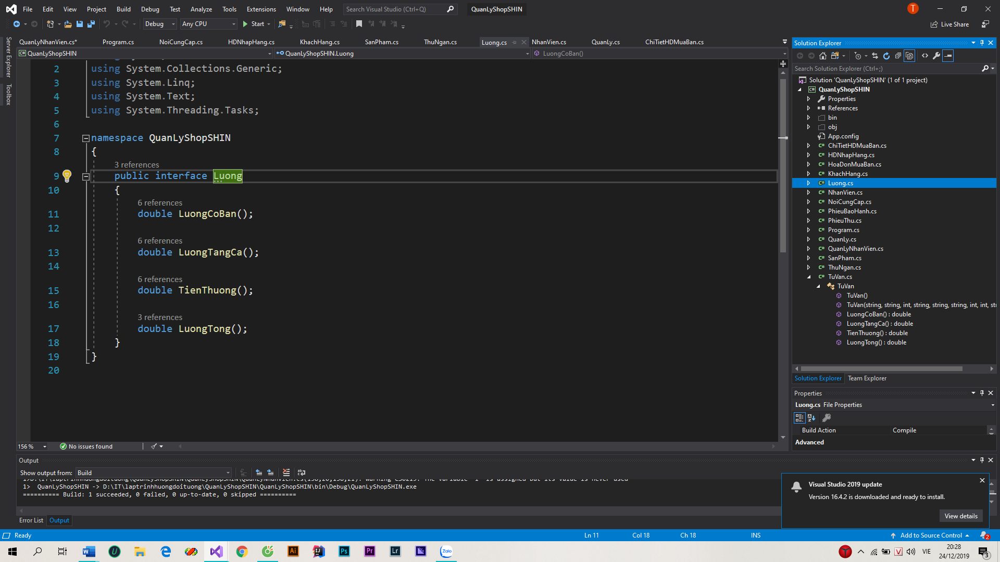 File Edit View Project Build Debug Test Analyze Tools Extensions Window Help Search Visual Studio (Ctrl+Q) QuanLyShopSHIN
T
Debug Any CPU Start Live Share
Server Explorer
Toolbox
QuanLyNhanVien.cs* Program.cs NoiCungCap.cs HDNhapHang.cs KhachHang.cs SanPham.cs ThuNgan.cs Luong.cs NhanVien.cs QuanLy.cs ChiTietHDMuaBan.cs
QuanLyShopSHIN QuanLyShopSHIN.Luong LuongCoBan()
2 using System.Collections.Generic;
3 using System.Linq;
4 using System.Text;
5 using System.Threading.Tasks;
6
7 namespace QuanLyShopSHIN
8 {
3 references
9 public interface Luong
10 {
6 references
11 double LuongCoBan();
12
6 references
13 double LuongTangCa();
14
6 references
15 double TienThuong();
16
3 references
17 double LuongTong();
18 }
19 }
20
156 % No issues found
Output
Show output from: Build
1> QuanLyShopSHIN -> D:\IT\laptrinhhuongdoituong\QuanLyShopSHIN\QuanLyShopSHIN\bin\Debug\QuanLyShopSHIN.exe
========== Build: 1 succeeded, 0 failed, 0 up-to-date, 0 skipped ==========
Error List Output
Solution Explorer
Search Solution Explorer (Ctrl+;)
Solution 'QuanLyShopSHIN' (1 of 1 project)
QuanLyShopSHIN
Properties
References
bin
obj
App.config
C# ChiTietHDMuaBan.cs
C# HDNhapHang.cs
C# HoaDonMuaBan.cs
C# KhachHang.cs
C# Luong.cs
C# NhanVien.cs
C# NoiCungCap.cs
C# PhieuBaoHanh.cs
C# PhieuThu.cs
C# Program.cs
C# QuanLy.cs
C# QuanLyNhanVien.cs
C# SanPham.cs
C# ThuNgan.cs
C# TuVan.cs
TuVan
TuVan()
TuVan(string, string, int, string, string, string, int, int, st
LuongCoBan() : double
LuongTangCa() : double
TienThuong() : double
LuongTong() : double
Solution Explorer Team Explorer
Properties
Luong.cs File Properties
Build Action Compile
Advanced
Visual Studio 2019 update
Version 16.4.2 is downloaded and ready to install.
View details
Ready Ln 11 Col 18 Ch 18 INS Add to Source Control 2
W U Ai IJ Ps Pr Lr Zalo V VIE 20:28
24/12/2019 3